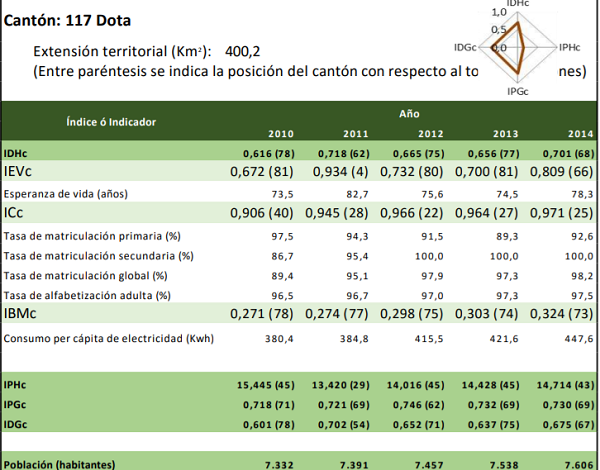 Cantón: 117 Dota
IDHc
1,0
0,5
0,0
IDGc
IPHc
IPGc
Extensión territorial (Km²): 400,2
(Entre paréntesis se indica la posición del cantón con respecto al to nes)
Índice ó Indicador Año
2010 2011 2012 2013 2014
IDHc 0,616 (78) 0,718 (62) 0,665 (75) 0,656 (77) 0,701 (68)
IEVc 0,672 (81) 0,934 (4) 0,732 (80) 0,700 (81) 0,809 (66)
Esperanza de vida (años) 73,5 82,7 75,6 74,5 78,3
ICc 0,906 (40) 0,945 (28) 0,966 (22) 0,964 (27) 0,971 (25)
Tasa de matriculación primaria (%) 97,5 94,3 91,5 89,3 92,6
Tasa de matriculación secundaria (%) 86,7 95,4 100,0 100,0 100,0
Tasa de matriculación global (%) 89,4 95,1 97,9 97,3 98,2
Tasa de alfabetización adulta (%) 96,5 96,7 97,0 97,3 97,5
IBMc 0,271 (78) 0,274 (77) 0,298 (75) 0,303 (74) 0,324 (73)
Consumo per cápita de electricidad (Kwh) 380,4 384,8 415,5 421,6 447,6
IPHc 15,445 (45) 13,420 (29) 14,016 (45) 14,428 (45) 14,714 (43)
IPGc 0,718 (71) 0,721 (69) 0,746 (62) 0,732 (69) 0,730 (69)
IDGc 0,601 (78) 0,702 (54) 0,652 (71) 0,637 (75) 0,675 (67)
Población (habitantes) 7.332 7.391 7.457 7.538 7.606